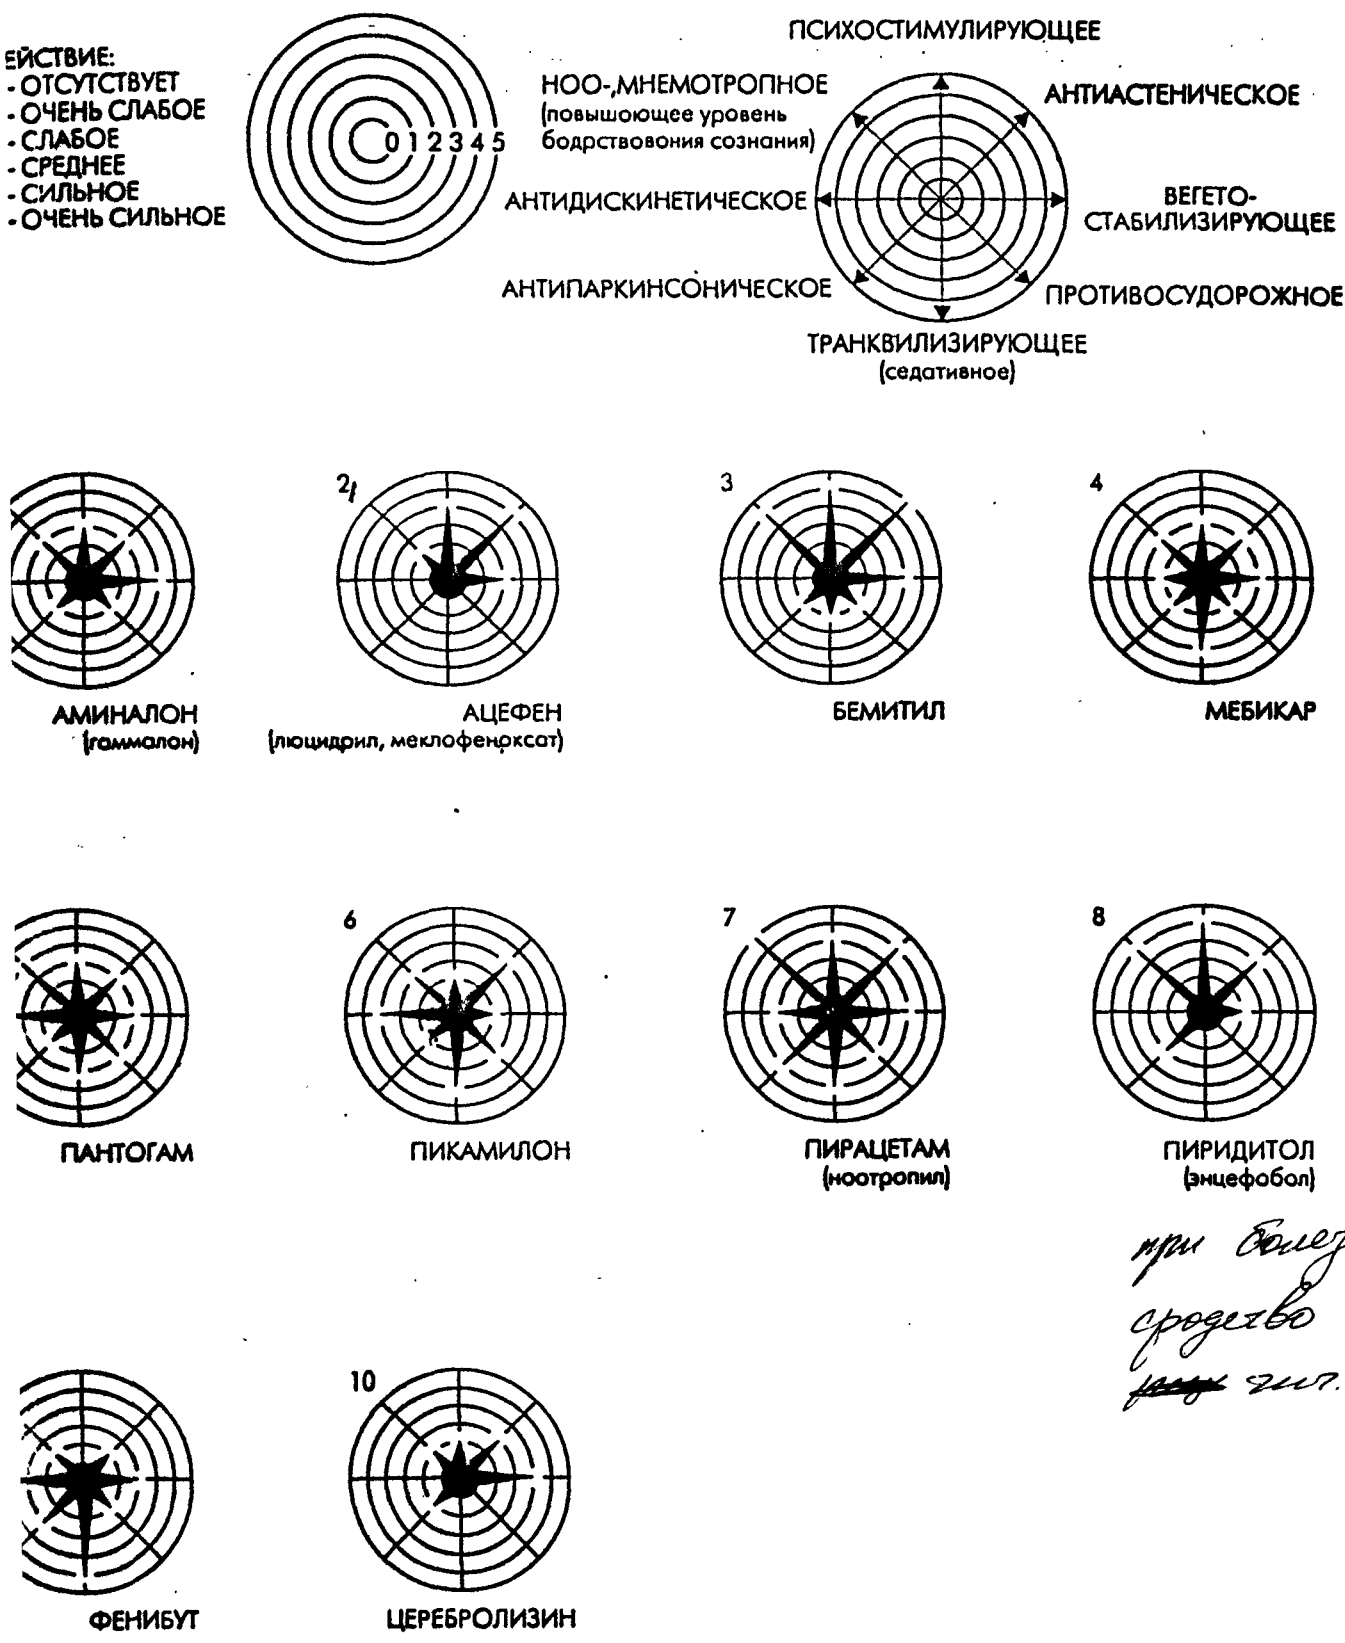 ЕЙСТВИЕ:
- ОТСУТСТВУЕТ
- ОЧЕНЬ СЛАБОЕ
- СЛАБОЕ
- СРЕДНЕЕ
- СИЛЬНОЕ
- ОЧЕНЬ СИЛЬНОЕ
0 1 2 3 4 5
ПСИХОСТИМУЛИРУЮЩЕЕ
НОО-,МНЕМОТРОПНОЕ
(повышоющее уровень
бодрствовония сознания)
АНТИАСТЕНИЧЕСКОЕ
АНТИДИСКИНЕТИЧЕСКОЕ
ВЕГЕТО-
СТАБИЛИЗИРУЮЩЕЕ
АНТИПАРКИНСОНИЧЕСКОЕ
ПРОТИВОСУДОРОЖНОЕ
ТРАНКВИЛИЗИРУЮЩЕЕ
(седативное)
АМИНАЛОН
(гаммалон)
2
АЦЕФЕН
(люцидрил, меклофеноксат)
3
БЕМИТИЛ
4
МЕБИКАР
ПАНТОГАМ
6
ПИКАМИЛОН
7
ПИРАЦЕТАМ
(ноотропил)
8
ПИРИДИТОЛ
(энцефобол)
при
сродство
ФЕНИБУТ
10
ЦЕРЕБРОЛИЗИН